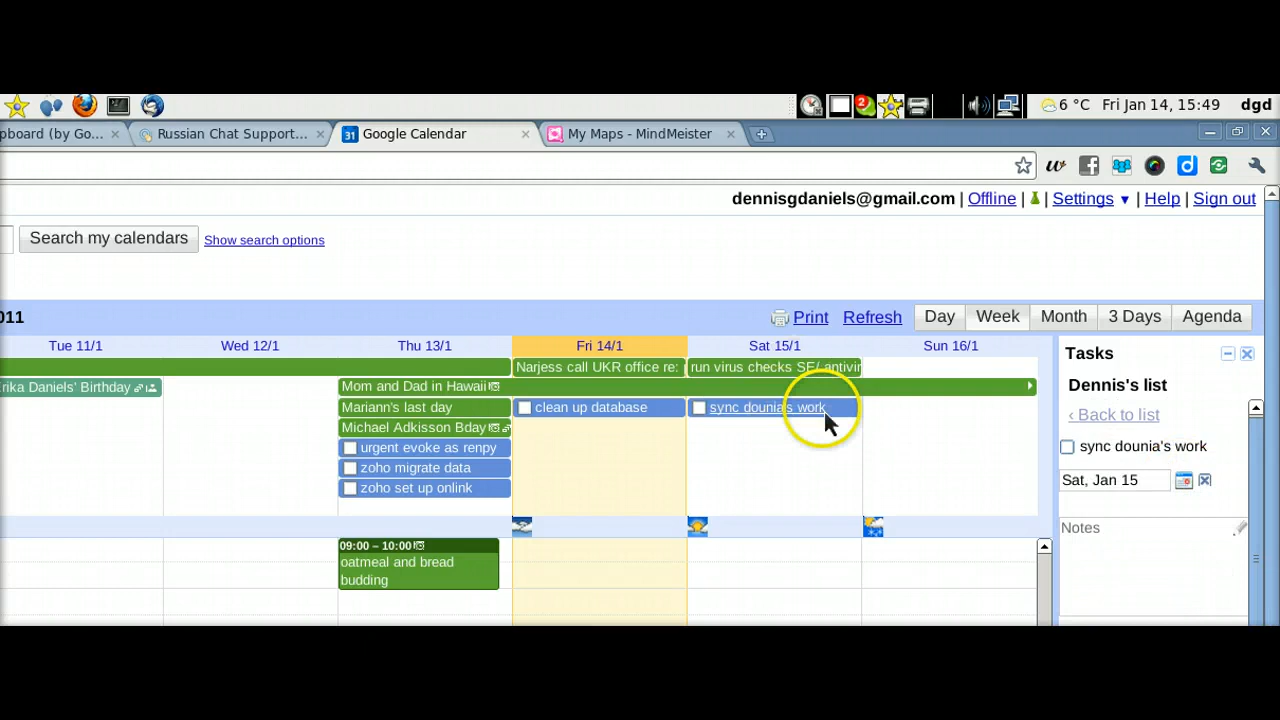 6 °C Fri Jan 14, 15:49 dgd
pboard (by Go... Russian Chat Support... 31 Google Calendar My Maps - MindMeister
dennisgdaniels@gmail.com | Offline | Settings ▼ | Help | Sign out
Search my calendars Show search options
011 Print Refresh Day Week Month 3 Days Agenda
Tue 11/1 Wed 12/1 Thu 13/1 Fri 14/1 Sat 15/1 Sun 16/1
Narjess call UKR office re: run virus checks SE/ antivir
rika Daniels' Birthday Mom and Dad in Hawaii
Mariann's last day clean up database sync dounia's work
Michael Adkisson Bday
urgent evoke as renpy
zoho migrate data
zoho set up onlink
09:00 – 10:00
oatmeal and bread
budding
Tasks
Dennis's list
‹ Back to list
sync dounia's work
Sat, Jan 15
Notes